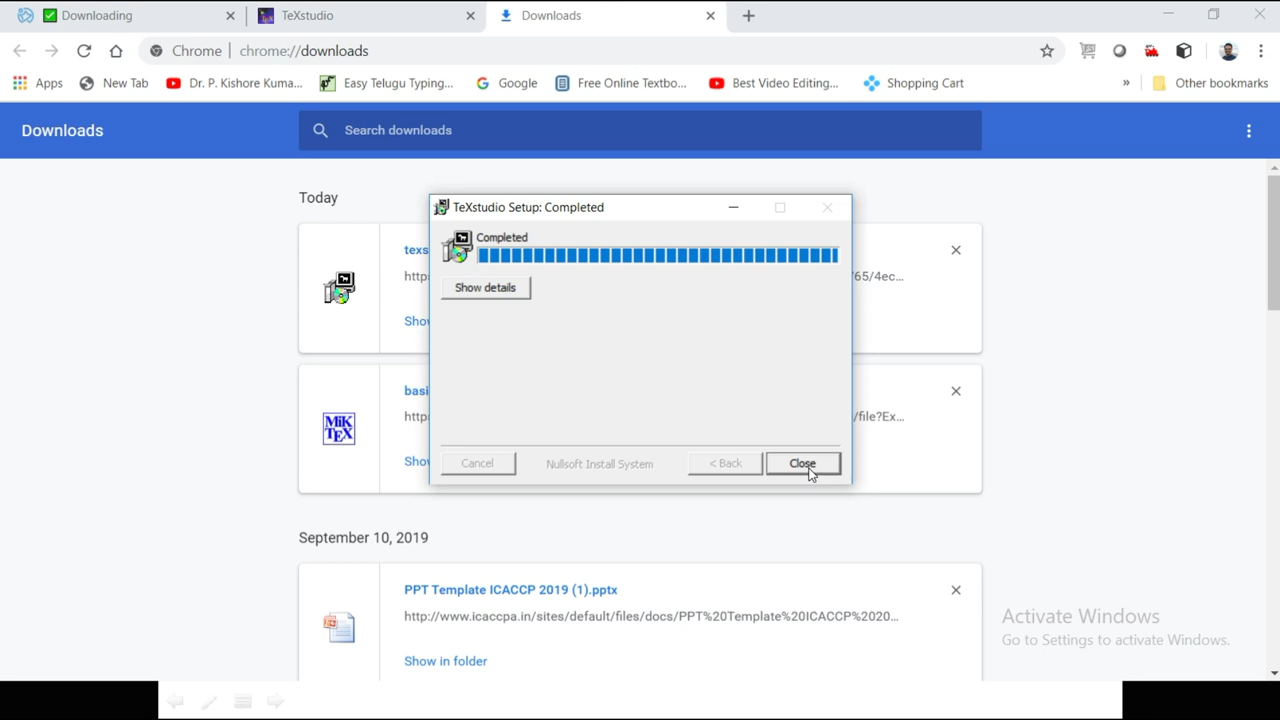 Downloading
TeXstudio
Downloads
Chrome
chrome://downloads
Apps
New Tab
Dr. P. Kishore Kuma...
Easy Telugu Typing...
Google
Free Online Textbo...
Best Video Editing...
Shopping Cart
»
Other bookmarks
Downloads
Search downloads
Today
TeXstudio Setup: Completed
Completed
Show details
texs
http
65/4ec...
Show
MiK
TEX
basi
http
/file?Ex...
Show
Cancel
Nullsoft Install System
< Back
Close
September 10, 2019
PPT Template ICACCP 2019 (1).pptx
http://www.icaccpa.in/sites/default/files/docs/PPT%20Template%20ICACCP%2020...
Show in folder
Activate Windows
Go to Settings to activate Windows.